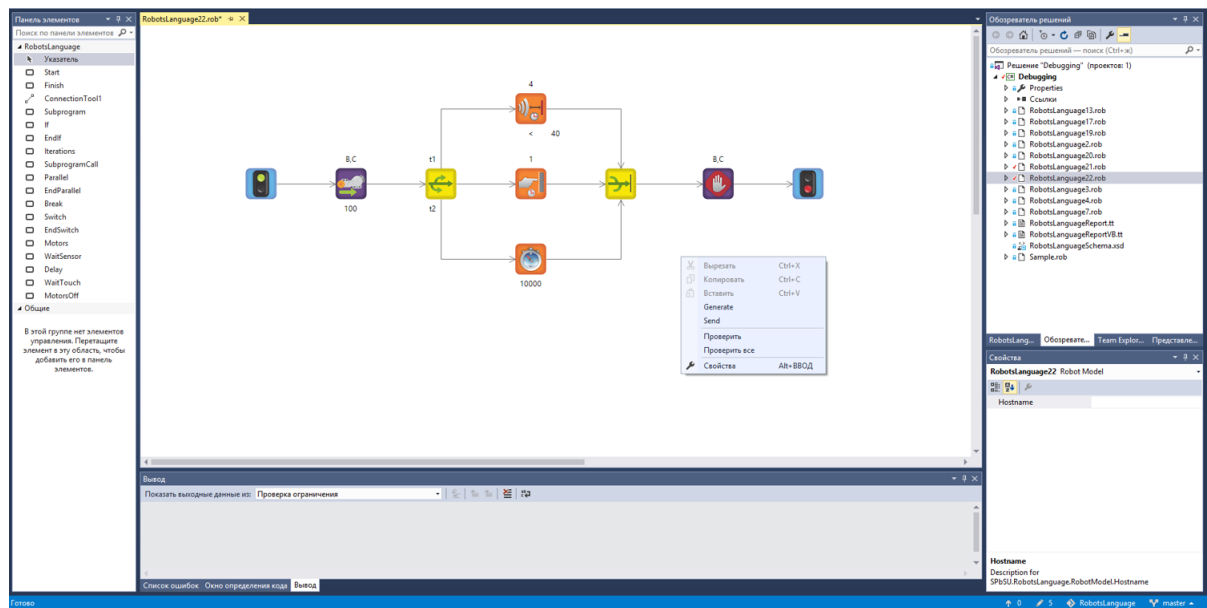 Панель элементов
Поиск по панели элементов
RobotsLanguage
Указатель
Start
Finish
ConnectionTool1
Subprogram
If
EndIf
Iterations
SubprogramCall
Parallel
EndParallel
Break
Switch
EndSwitch
Motors
WaitSensor
Delay
WaitTouch
MotorsOff
Общие
В этой группе нет элементов
управления. Перетащите
элемент в эту область, чтобы
добавить его в панель
элементов.
RobotsLanguage22.rob*
4
< 40
B,C
t1
1
B,C
100
t2
10000
Вырезать Ctrl+X
Копировать Ctrl+C
Вставить Ctrl+V
Generate
Send
Проверить
Проверить все
Свойства Alt+ВВОД
Вывод
Показать выходные данные из: Проверка ограничения
Список ошибок Окно определения кода Вывод
Обозреватель решений
Обозреватель решений — поиск (Ctrl+ж)
Решение "Debugging" (проектов: 1)
Debugging
Properties
Ссылки
RobotsLanguage13.rob
RobotsLanguage17.rob
RobotsLanguage19.rob
RobotsLanguage2.rob
RobotsLanguage20.rob
RobotsLanguage21.rob
RobotsLanguage22.rob
RobotsLanguage3.rob
RobotsLanguage4.rob
RobotsLanguage7.rob
RobotsLanguageReport.tt
RobotsLanguageReportVB.tt
RobotsLanguageSchema.xsd
Sample.rob
RobotsLang... Обозревате... Team Explor... Представле...
Свойства
RobotsLanguage22 Robot Model
Hostname
Hostname
Description for
SPbSU.RobotsLanguage.RobotModel.Hostname
Готово
0 5 RobotsLanguage master